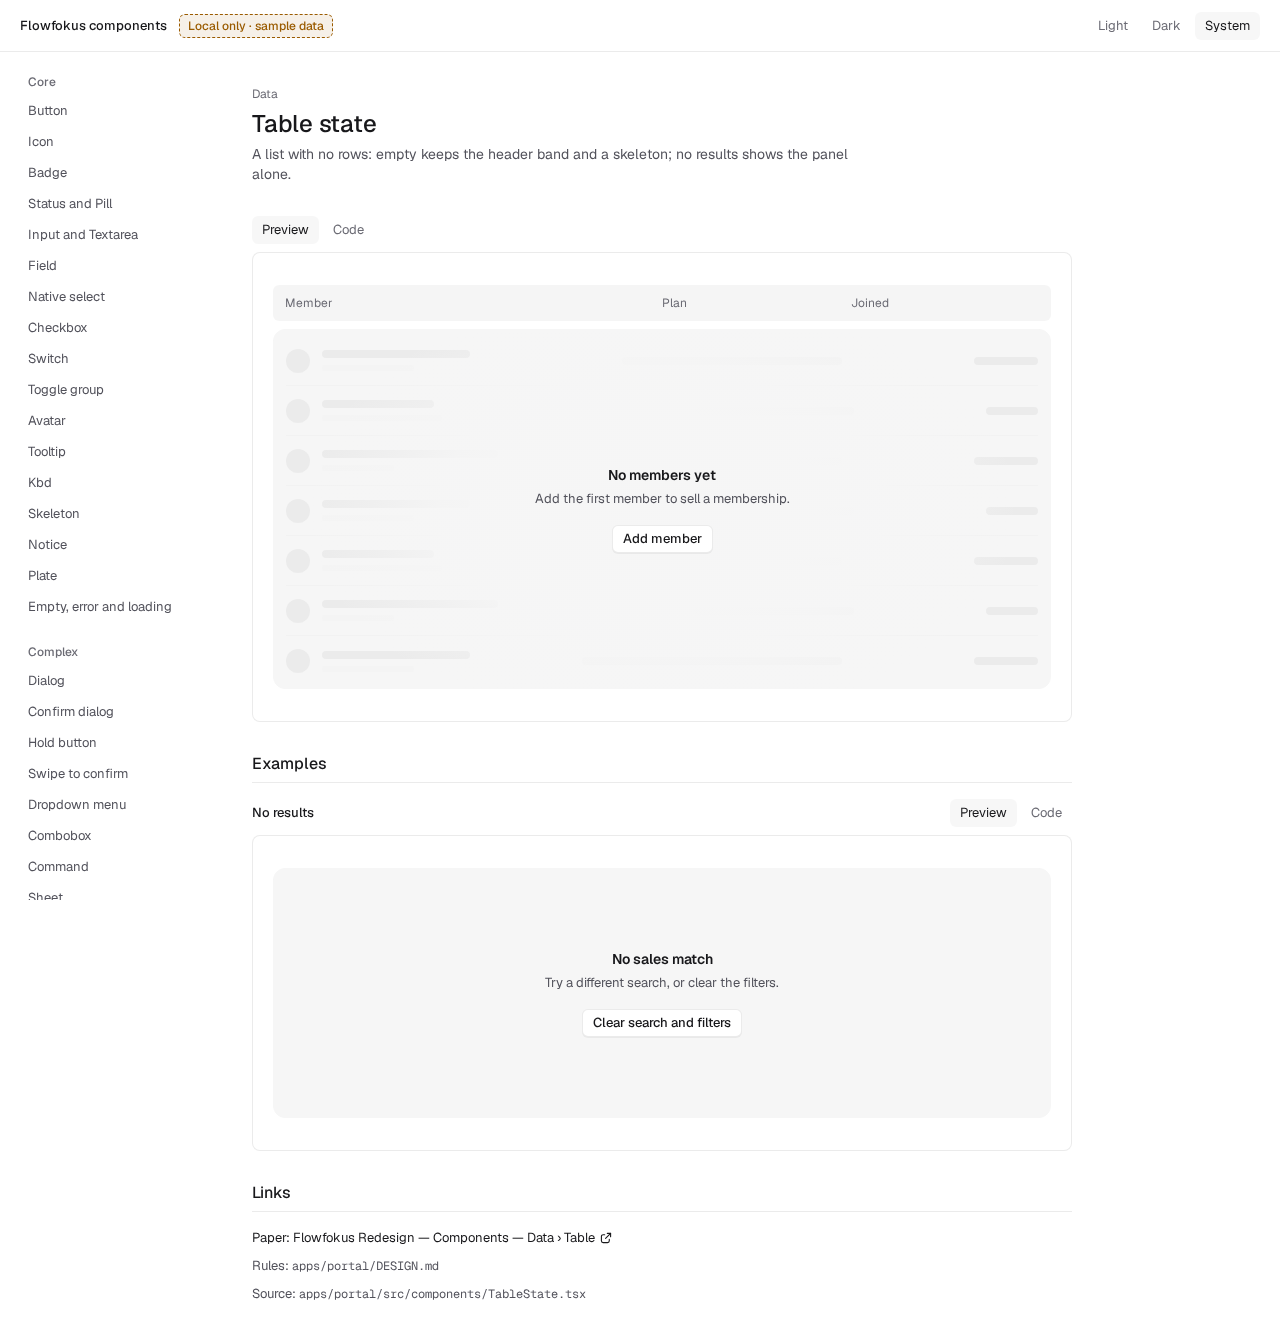 Flowfokus components
Local only · sample data
Light
Dark
System
Core
Button
Icon
Badge
Status and Pill
Input and Textarea
Field
Native select
Checkbox
Switch
Toggle group
Avatar
Tooltip
Kbd
Skeleton
Notice
Plate
Empty, error and loading
Complex
Dialog
Confirm dialog
Hold button
Swipe to confirm
Dropdown menu
Combobox
Command
Sheet
Data
Table state
A list with no rows: empty keeps the header band and a skeleton; no results shows the panel
alone.
Preview
Code
Member
Plan
Joined
No members yet
Add the first member to sell a membership.
Add member
Examples
No results
Preview
Code
No sales match
Try a different search, or clear the filters.
Clear search and filters
Links
Paper: Flowfokus Redesign — Components — Data › Table
Rules: apps/portal/DESIGN.md
Source: apps/portal/src/components/TableState.tsx